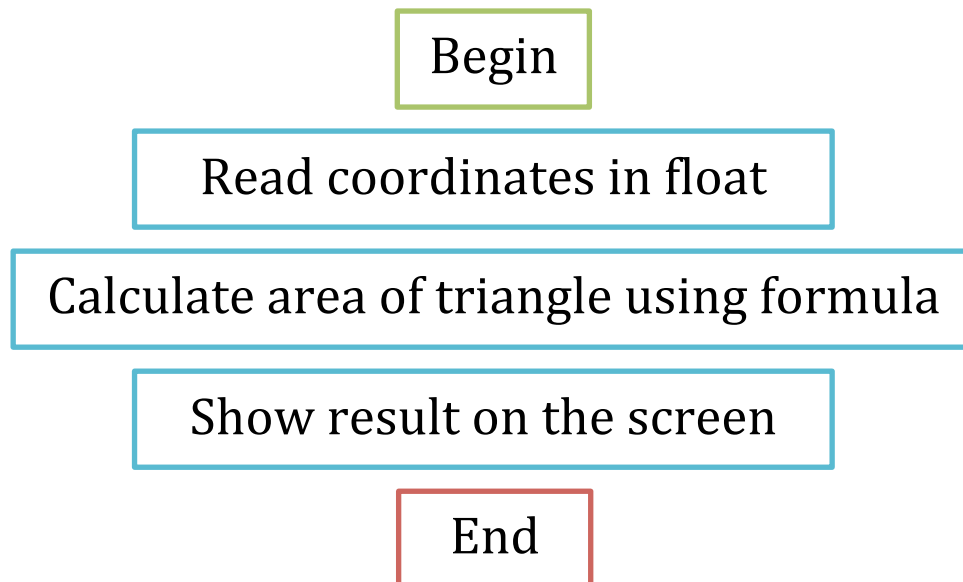 Begin
Read coordinates in float
Calculate area of triangle using formula
Show result on the screen
End